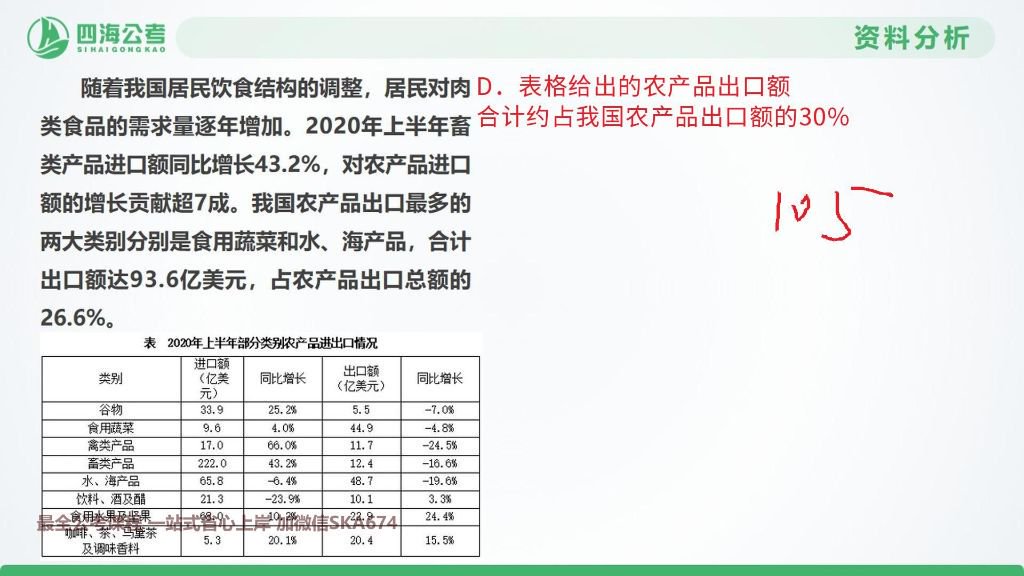 四海公考
SIHAIGONGKAO
资料分析
随着我国居民饮食结构的调整，居民对肉
类食品的需求量逐年增加。2020年上半年畜
类产品进口额同比增长43.2%，对农产品进口
额的增长贡献超7成。我国农产品出口最多的
两大类别分别是食用蔬菜和水、海产品，合计
出口额达93.6亿美元，占农产品出口总额的
26.6%。
D．表格给出的农产品出口额
合计约占我国农产品出口额的30%
105
表 2020年上半年部分类别农产品进出口情况
类别 进口额（亿美元） 同比增长 出口额（亿美元） 同比增长
谷物 33.9 25.2% 5.5 -7.0%
食用蔬菜 9.6 4.0% 44.9 -4.8%
禽类产品 17.0 66.0% 11.7 -24.5%
畜类产品 222.0 43.2% 12.4 -16.6%
水、海产品 65.8 -6.4% 48.7 -19.6%
饮料、酒及醋 21.3 -23.9% 10.1 3.3%
食用水果及坚果 68.0 10.2% 22.9 24.4%
一站式省心上岸 加微信SKA674
咖啡、茶、马黛茶及调味香料 5.3 20.1% 20.4 15.5%